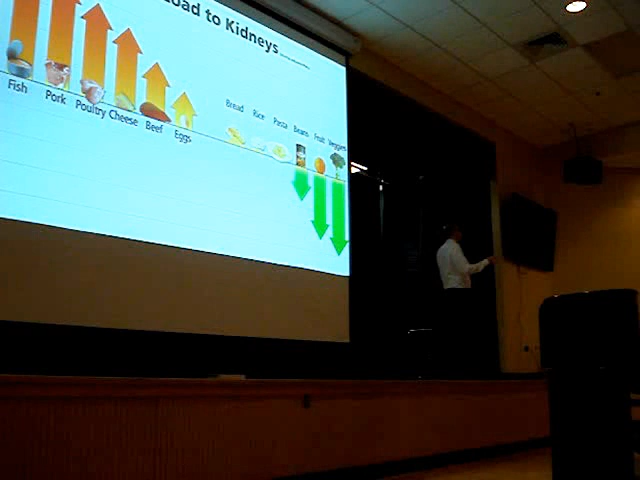 oad to Kidneys
Fish Pork Poultry Cheese Beef Eggs
Bread Rice Pasta Beans Fruit Veggies